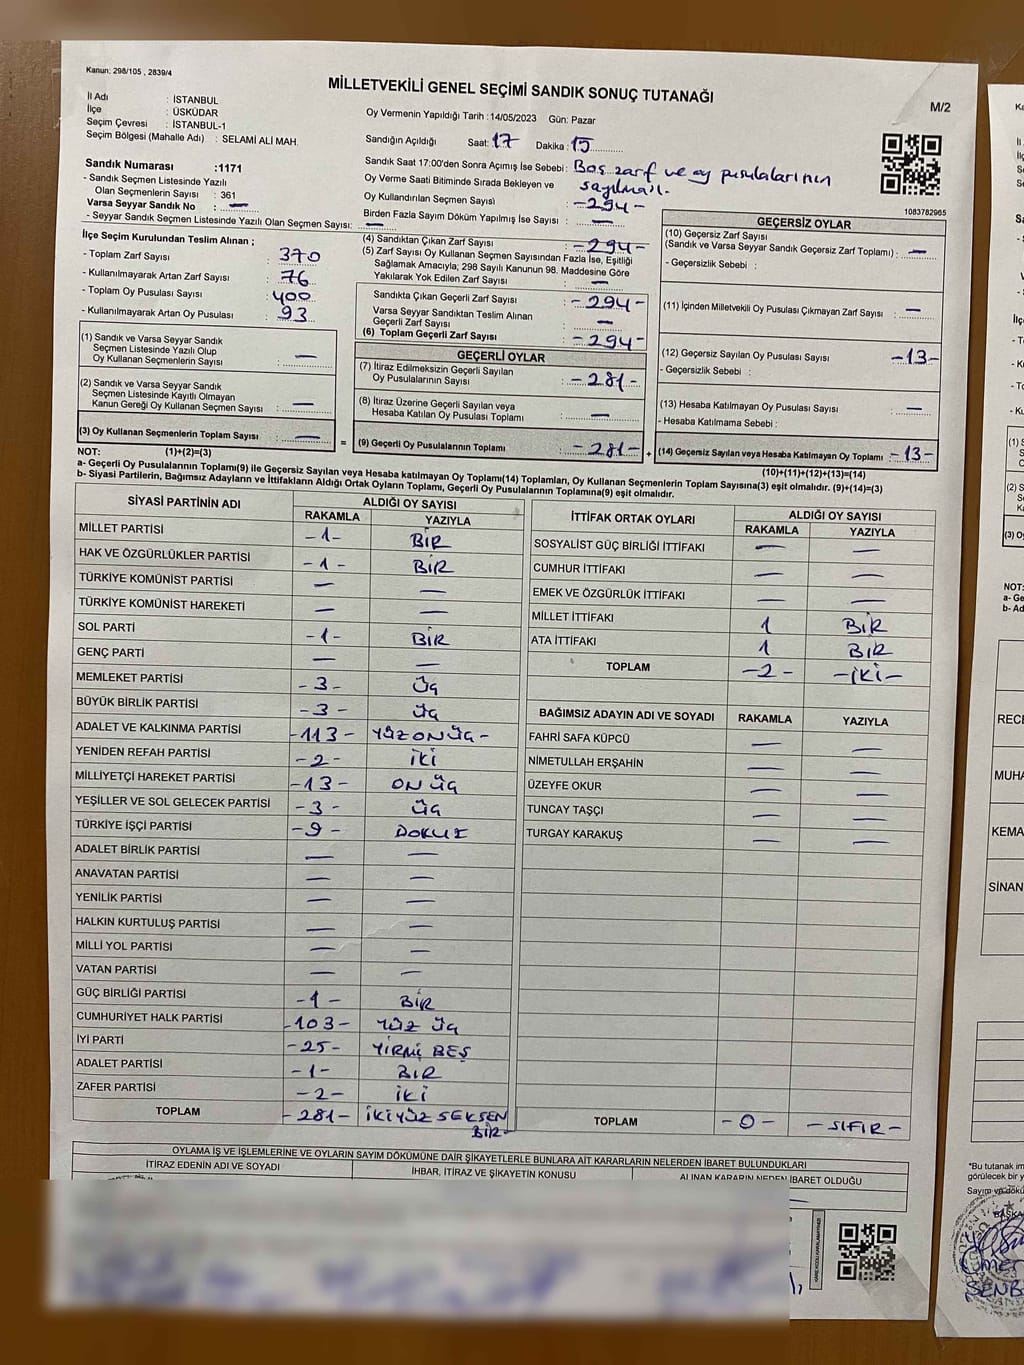 Kanun: 298/105 , 2839/4
MİLLETVEKİLİ GENEL SEÇİMİ SANDIK SONUÇ TUTANAĞI
M/2
İl Adı : İSTANBUL
İlçe : ÜSKÜDAR
Seçim Çevresi : İSTANBUL-1
Seçim Bölgesi (Mahalle Adı) : SELAMİ ALİ MAH.
Oy Vermenin Yapıldığı Tarih : 14/05/2023 Gün: Pazar
Sandığın Açıldığı Saat: 17 Dakika : 15
Sandık Saat 17:00'den Sonra Açımış İse Sebebi : Boş zarf ve oy pusulalarının
sayılması.
Oy Verme Saati Bitiminde Sırada Bekleyen ve
Oy Kullandırılan Seçmen Sayısı : -294-
Birden Fazla Sayım Döküm Yapılmış İse Sayısı : —
Sandık Numarası :1171
- Sandık Seçmen Listesinde Yazılı
Olan Seçmenlerin Sayısı : 361
Varsa Seyyar Sandık No : —
- Seyyar Sandık Seçmen Listesinde Yazılı Olan Seçmen Sayısı: —
1083782965
İlçe Seçim Kurulundan Teslim Alınan ;
- Toplam Zarf Sayısı : 370
- Kullanılmayarak Artan Zarf Sayısı : 76
- Toplam Oy Pusulası Sayısı : 400
- Kullanılmayarak Artan Oy Pusulası : 93
(1) Sandık ve Varsa Seyyar Sandık
Seçmen Listesinde Yazılı Olup
Oy Kullanan Seçmenlerin Sayısı : —
(2) Sandık ve Varsa Seyyar Sandık
Seçmen Listesinde Kayıtlı Olmayan
Kanun Gereği Oy Kullanan Seçmen Sayısı : —
(3) Oy Kullanan Seçmenlerin Toplam Sayısı : —
(4) Sandıktan Çıkan Zarf Sayısı : -294-
(5) Zarf Sayısı Oy Kullanan Seçmen Sayısından Fazla İse, Eşitliği
Sağlamak Amacıyla; 298 Sayılı Kanunun 98. Maddesine Göre
Yakılarak Yok Edilen Zarf Sayısı : —
Sandıkta Çıkan Geçerli Zarf Sayısı : -294-
Varsa Seyyar Sandıktan Teslim Alınan
Geçerli Zarf Sayısı : —
(6) Toplam Geçerli Zarf Sayısı : -294-
GEÇERLİ OYLAR
(7) İtiraz Edilmeksizin Geçerli Sayılan
Oy Pusulalarının Sayısı : -281-
(8) İtiraz Üzerine Geçerli Sayılan veya
Hesaba Katılan Oy Pusulası Toplamı : —
= (9) Geçerli Oy Pusulalarının Toplamı : -281- +
GEÇERSİZ OYLAR
(10) Geçersiz Zarf Sayısı
(Sandık ve Varsa Seyyar Sandık Geçersiz Zarf Toplamı) : —
- Geçersizlik Sebebi :
(11) İçinden Milletvekili Oy Pusulası Çıkmayan Zarf Sayısı : —
(12) Geçersiz Sayılan Oy Pusulası Sayısı : -13-
- Geçersizlik Sebebi :
(13) Hesaba Katılmayan Oy Pusulası Sayısı : —
- Hesaba Katılmama Sebebi :
(14) Geçersiz Sayılan veya Hesaba Katılmayan Oy Toplamı : -13-
NOT: (1)+(2)=(3)
(10)+(11)+(12)+(13)=(14)
a- Geçerli Oy Pusulalarının Toplamı(9) ile Geçersiz Sayılan veya Hesaba katılmayan Oy Toplamı(14) Toplamları, Oy Kullanan Seçmenlerin Toplam Sayısına(3) eşit olmalıdır. (9)+(14)=(3)
b- Siyasi Partilerin, Bağımsız Adayların ve İttifakların Aldığı Ortak Oyların Toplamı, Geçerli Oy Pusulalarının Toplamına(9) eşit olmalıdır.
SİYASİ PARTİNİN ADI ALDIĞI OY SAYISI
RAKAMLA YAZIYLA
MİLLET PARTİSİ -1- BİR
HAK VE ÖZGÜRLÜKLER PARTİSİ -1- BİR
TÜRKİYE KOMÜNİST PARTİSİ — —
TÜRKİYE KOMÜNİST HAREKETİ — —
SOL PARTİ -1- BİR
GENÇ PARTİ — —
MEMLEKET PARTİSİ -3- ÜÇ
BÜYÜK BİRLİK PARTİSİ -3- ÜÇ
ADALET VE KALKINMA PARTİSİ -113- YÜZONÜÇ-
YENİDEN REFAH PARTİSİ -2- İKİ
MİLLİYETÇİ HAREKET PARTİSİ -13- ON ÜÇ
YEŞİLLER VE SOL GELECEK PARTİSİ -3- ÜÇ
TÜRKİYE İŞÇİ PARTİSİ -9- DOKUZ
ADALET BİRLİK PARTİSİ — —
ANAVATAN PARTİSİ — —
YENİLİK PARTİSİ — —
HALKIN KURTULUŞ PARTİSİ — —
MİLLİ YOL PARTİSİ — —
VATAN PARTİSİ — —
GÜÇ BİRLİĞİ PARTİSİ -1- BİR
CUMHURİYET HALK PARTİSİ -103- YÜZ ÜÇ
İYİ PARTİ -25- YİRMİ BEŞ
ADALET PARTİSİ -1- BIR
ZAFER PARTİSİ -2- İKİ
TOPLAM -281- İKİYÜZ SEKSEN
BİR-
İTTİFAK ORTAK OYLARI ALDIĞI OY SAYISI
RAKAMLA YAZIYLA
SOSYALİST GÜÇ BİRLİĞİ İTTİFAKI — —
CUMHUR İTTİFAKI — —
EMEK VE ÖZGÜRLÜK İTTİFAKI — —
MİLLET İTTİFAKI 1 BİR
ATA İTTİFAKI 1 BIR
TOPLAM -2- -İKİ-
BAĞIMSIZ ADAYIN ADI VE SOYADI RAKAMLA YAZIYLA
FAHRİ SAFA KÜPCÜ — —
NİMETULLAH ERŞAHİN — —
ÜZEYFE OKUR — —
TUNCAY TAŞÇI — —
TURGAY KARAKUŞ — —
TOPLAM -0- -SIFIR-
OYLAMA İŞ VE İŞLEMLERİNE VE OYLARIN SAYIM DÖKÜMÜNE DAİR ŞİKAYETLERLE BUNLARA AİT KARARLARIN NELERDEN İBARET BULUNDUKLARI
İTİRAZ EDENİN ADI VE SOYADI İHBAR, İTİRAZ VE ŞİKAYETİN KONUSU ALINAN KARARIN NEDEN İBARET OLDUĞU
RECE
MUHA
KEMA
SİNAN
*Bu tutanak im
görülecek bir y
Sayım ve dökü
BAŞKA